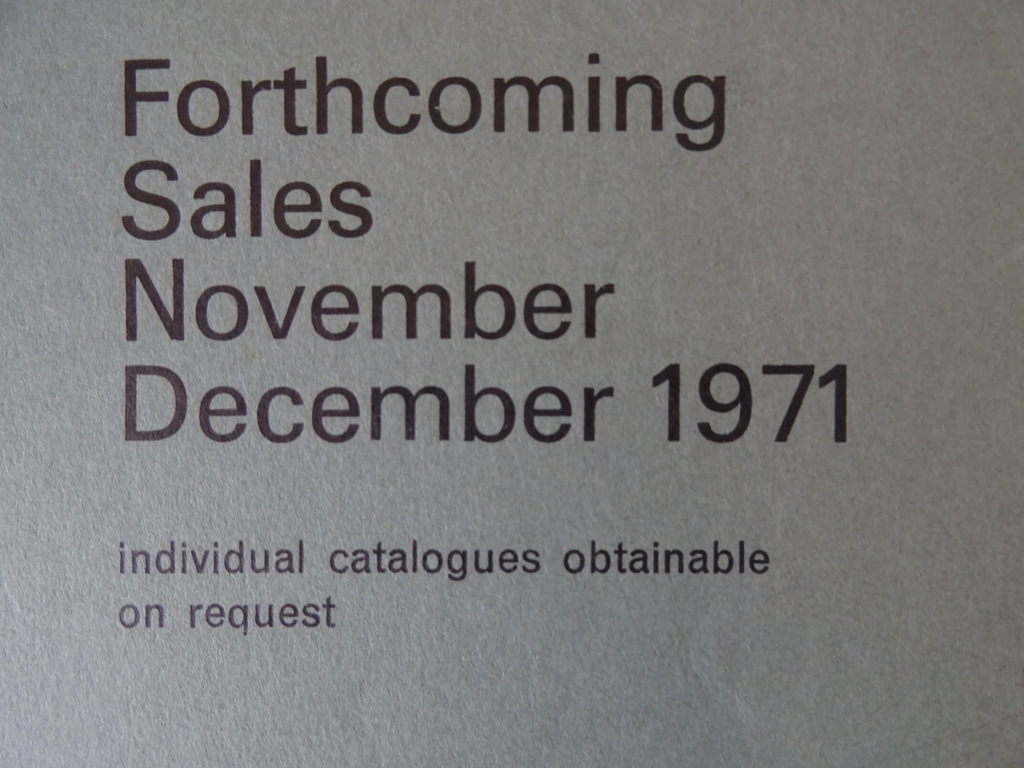 Forthcoming
Sales
November
December 1971
individual catalogues obtainable
on request